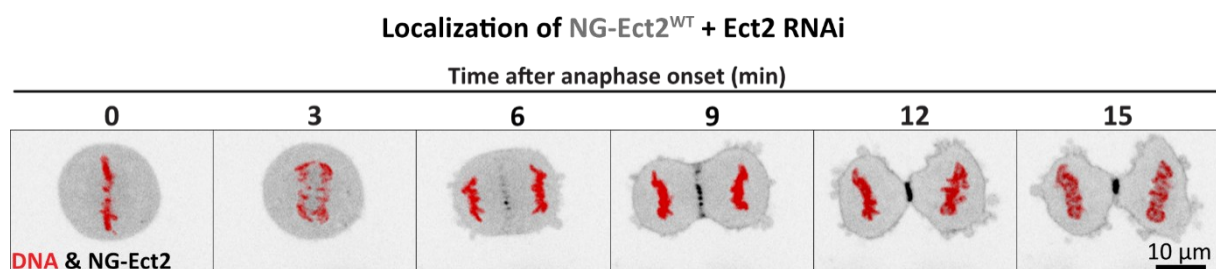 Localization of NG-Ect2ᵂᵀ + Ect2 RNAi
Time after anaphase onset (min)
0 3 6 9 12 15
DNA & NG-Ect2
10 μm